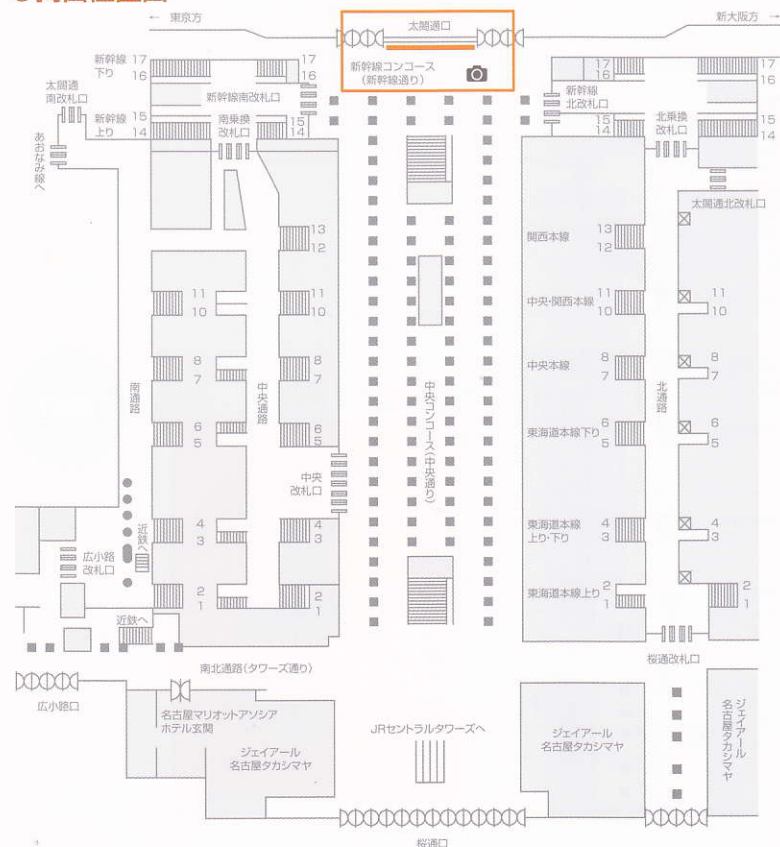 ← 東京方
太閤通口
新大阪方 →
新幹線 17
下り 16
17
16
新幹線南改札口
新幹線コンコース
(新幹線通り)
新幹線
北改札口
17
16
17
16
太閤通
南改札口
新幹線 15
上り 14
南乗換
改札口
15
14
15
14
北乗換
改札口
15
14
あおなみ線へ
太閤通北改札口
13
12
関西本線
13
12
11
10
11
10
中央・関西本線
11
10
11
10
8
7
8
7
中央本線
8
7
8
7
南通路
中央通路
中央コンコース(中央通り)
北通路
6
5
6
5
東海道本線下り
6
5
6
5
中央
改札口
4
3
4
3
東海道本線
上り・下り
4
3
4
3
近鉄へ
広小路
改札口
2
1
2
1
東海道本線上り
2
1
2
1
近鉄へ
南北通路(タワーズ通り)
桜通改札口
広小路口
名古屋マリオットアソシア
ホテル玄関
ジェイアール
名古屋タカシマヤ
JRセントラルタワーズへ
ジェイアール
名古屋タカシマヤ
ジェイアール
名古屋タカシマヤ
桜通口